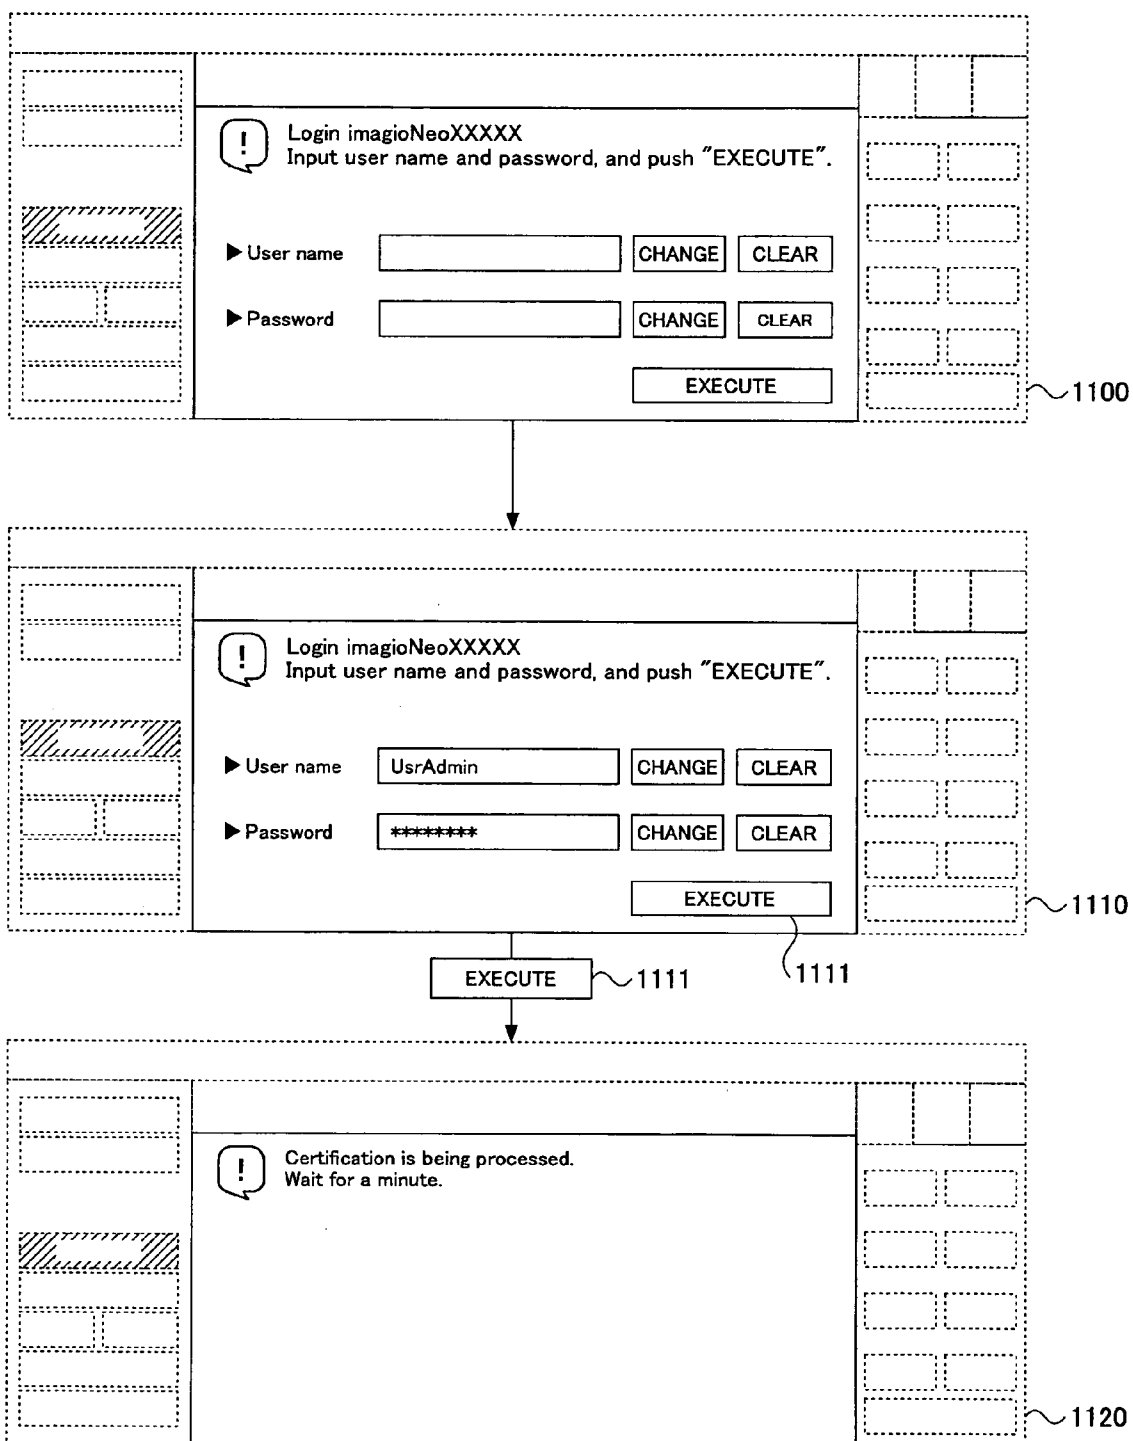 Login imagioNeoXXXXX
Input user name and password, and push "EXECUTE".
▶User name CHANGE CLEAR
▶Password CHANGE CLEAR
EXECUTE
1100
Login imagioNeoXXXXX
Input user name and password, and push "EXECUTE".
▶User name UsrAdmin CHANGE CLEAR
▶Password ******** CHANGE CLEAR
EXECUTE
1110
1111
EXECUTE 1111
Certification is being processed.
Wait for a minute.
1120